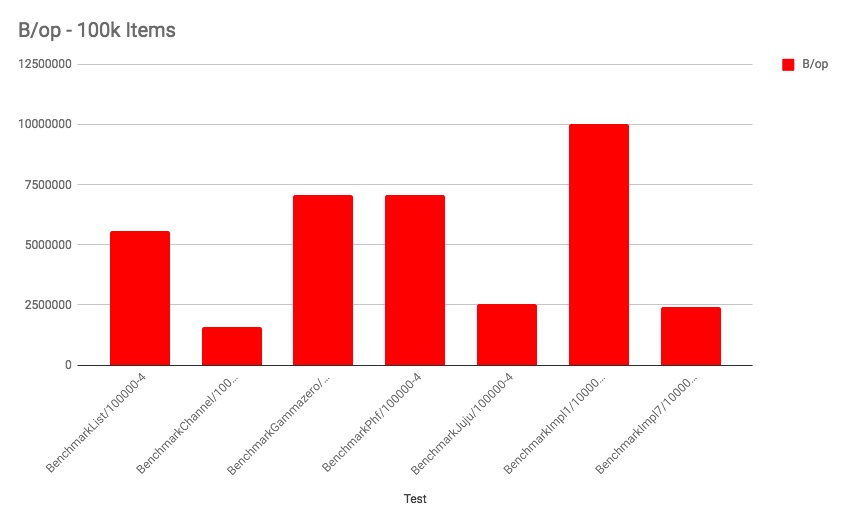 B/op - 100k Items
12500000
B/op
10000000
7500000
5000000
2500000
0
BenchmarkList/100000-4
BenchmarkChannel/100...
BenchmarkGammazero/...
BenchmarkPhf/100000-4
BenchmarkJuju/100000-4
BenchmarkImpl1/10000...
BenchmarkImpl7/10000...
Test